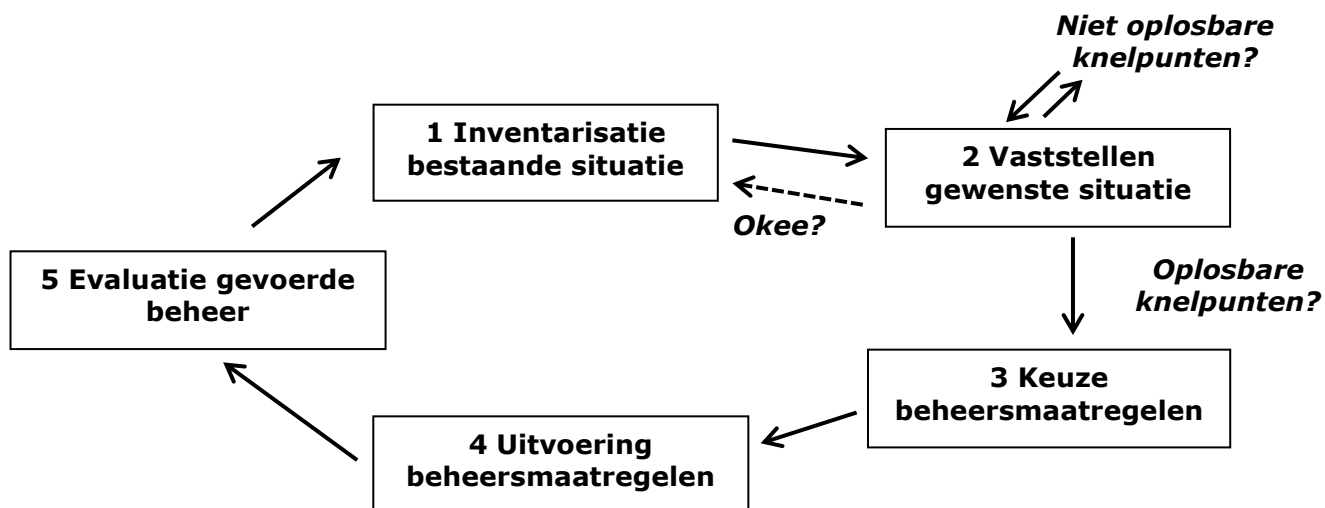 Niet oplosbare
knelpunten?
1 Inventarisatie
bestaande situatie
2 Vaststellen
gewenste situatie
Okee?
Oplosbare
knelpunten?
3 Keuze
beheersmaatregelen
4 Uitvoering
beheersmaatregelen
5 Evaluatie gevoerde
beheer